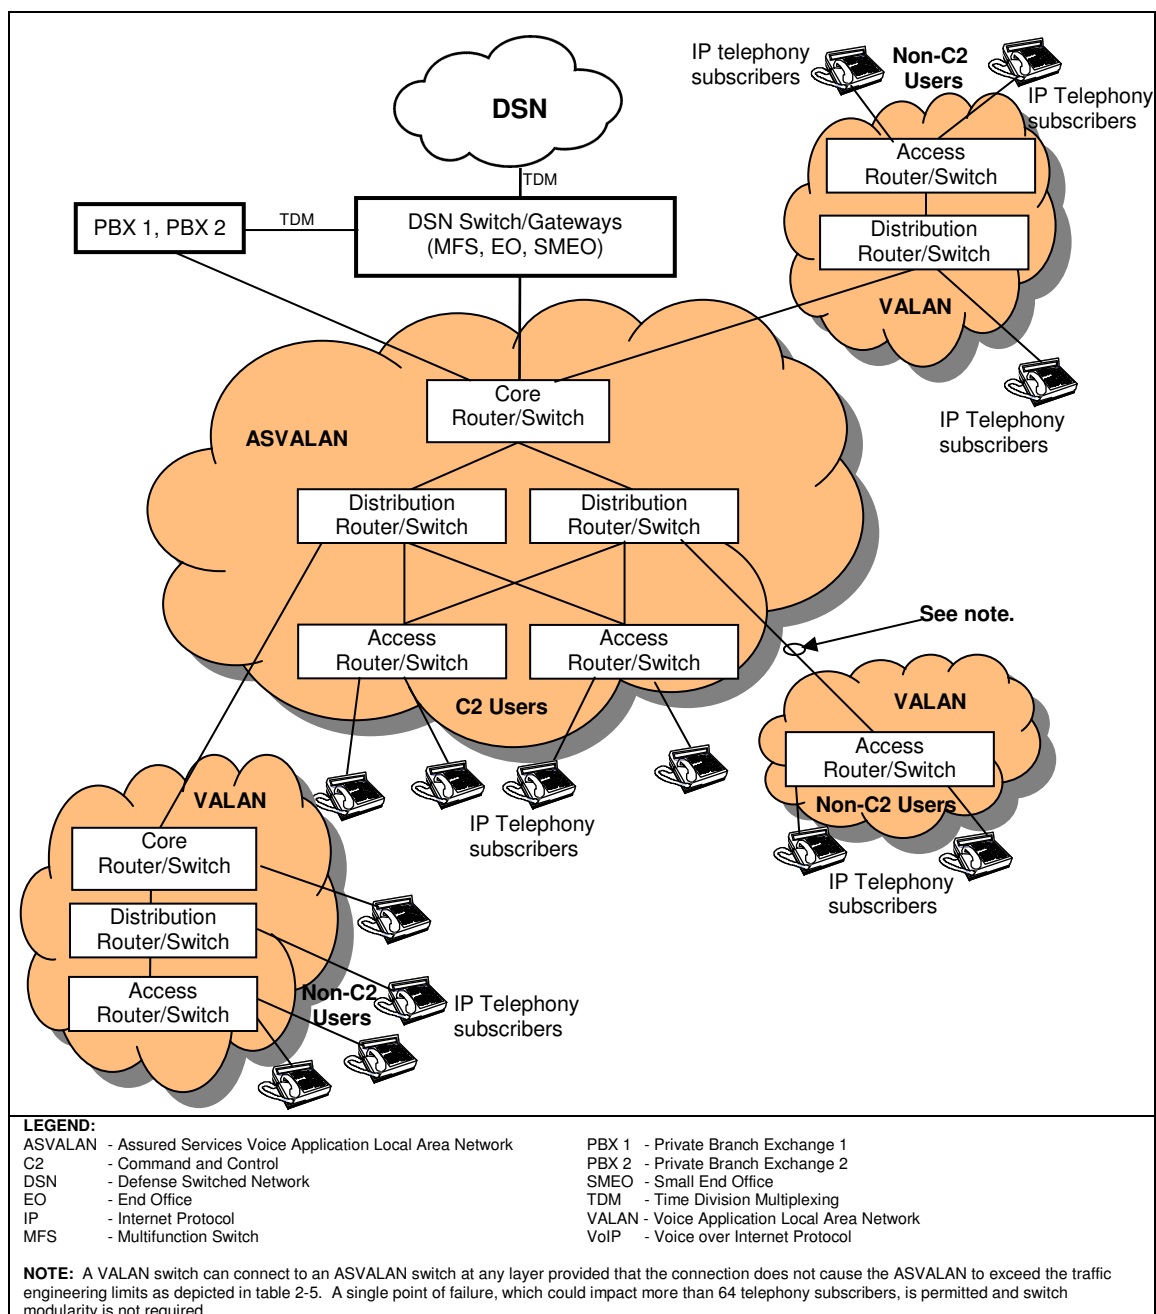 DSN
TDM
PBX 1, PBX 2
TDM
DSN Switch/Gateways
(MFS, EO, SMEO)
IP telephony
subscribers
Non-C2
Users
IP Telephony
subscribers
Access
Router/Switch
Distribution
Router/Switch
VALAN
IP Telephony
subscribers
Core
Router/Switch
ASVALAN
Distribution
Router/Switch
Distribution
Router/Switch
Access
Router/Switch
Access
Router/Switch
C2 Users
See note.
VALAN
Access
Router/Switch
Non-C2 Users
IP Telephony
subscribers
IP Telephony
subscribers
VALAN
Core
Router/Switch
Distribution
Router/Switch
Access
Router/Switch
Non-C2
Users
IP Telephony
subscribers
LEGEND:
ASVALAN - Assured Services Voice Application Local Area Network
C2 - Command and Control
DSN - Defense Switched Network
EO - End Office
IP - Internet Protocol
MFS - Multifunction Switch
PBX 1 - Private Branch Exchange 1
PBX 2 - Private Branch Exchange 2
SMEO - Small End Office
TDM - Time Division Multiplexing
VALAN - Voice Application Local Area Network
VoIP - Voice over Internet Protocol
NOTE: A VALAN switch can connect to an ASVALAN switch at any layer provided that the connection does not cause the ASVALAN to exceed the traffic
engineering limits as depicted in table 2-5. A single point of failure, which could impact more than 64 telephony subscribers, is permitted and switch
modularity is not required.